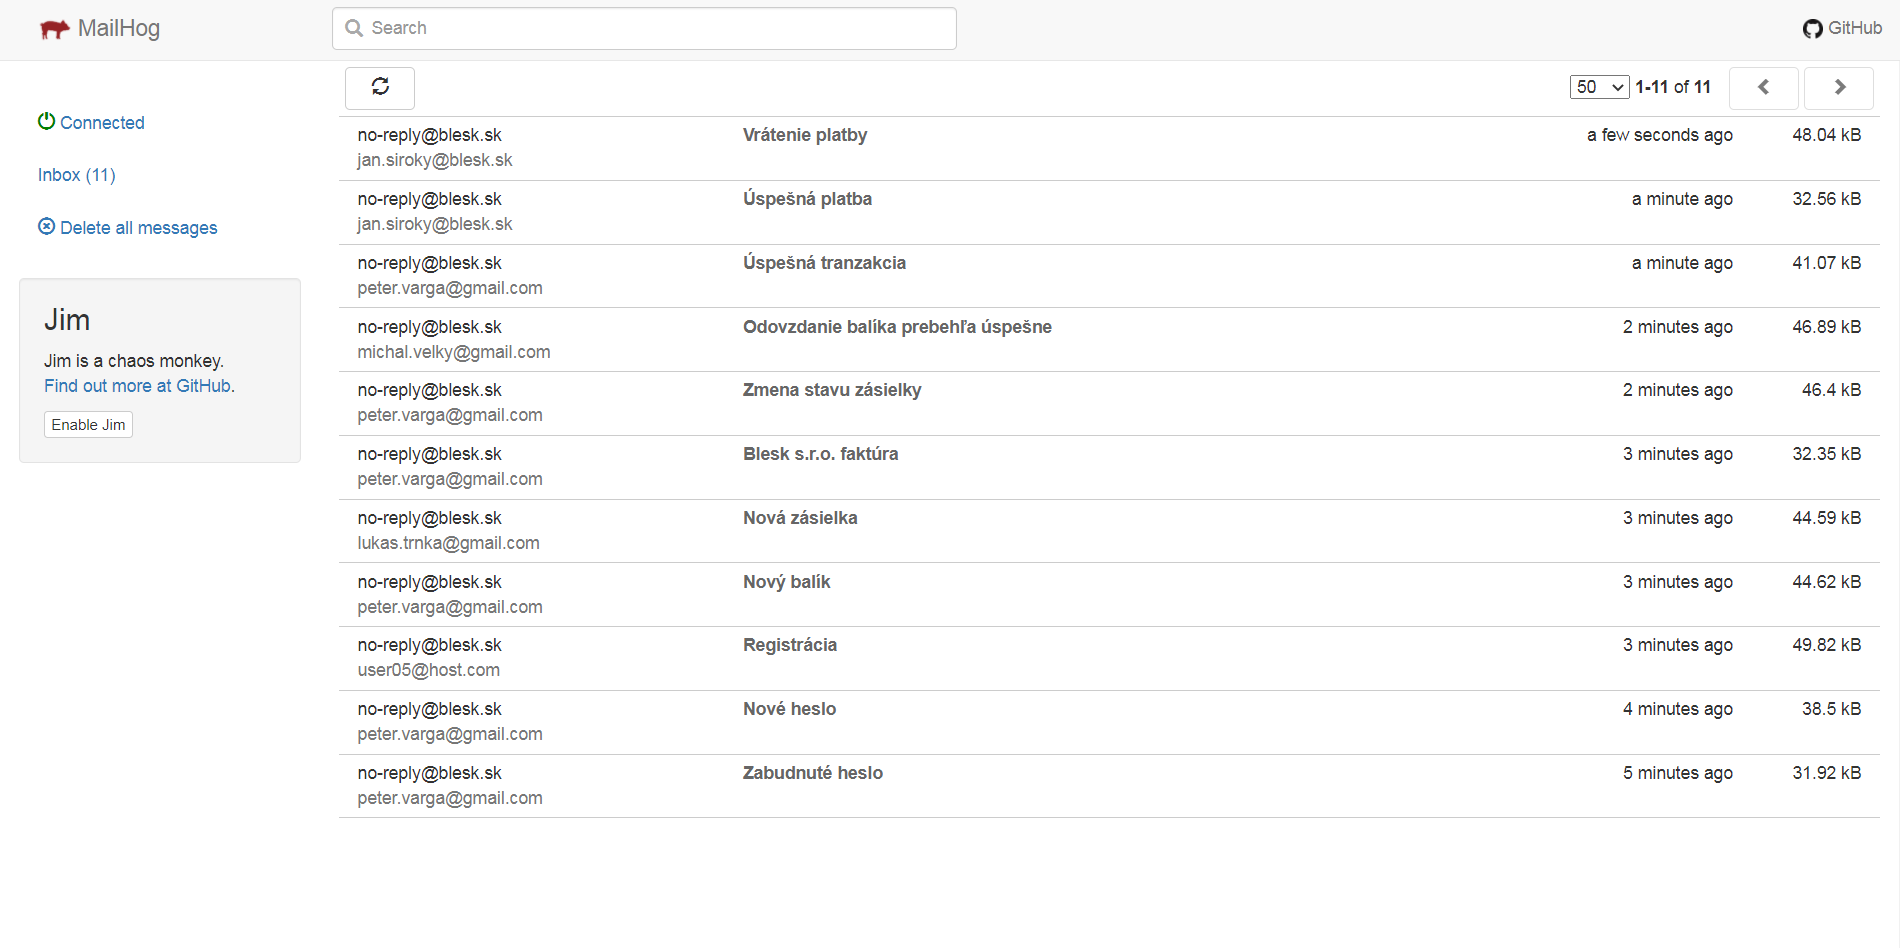 MailHog
Search
GitHub
50 1-11 of 11
Connected
Inbox (11)
Delete all messages
Jim
Jim is a chaos monkey.
Find out more at GitHub.
Enable Jim
no-reply@blesk.sk Vrátenie platby a few seconds ago 48.04 kB
jan.siroky@blesk.sk
no-reply@blesk.sk Úspešná platba a minute ago 32.56 kB
jan.siroky@blesk.sk
no-reply@blesk.sk Úspešná tranzakcia a minute ago 41.07 kB
peter.varga@gmail.com
no-reply@blesk.sk Odovzdanie balíka prebehľa úspešne 2 minutes ago 46.89 kB
michal.velky@gmail.com
no-reply@blesk.sk Zmena stavu zásielky 2 minutes ago 46.4 kB
peter.varga@gmail.com
no-reply@blesk.sk Blesk s.r.o. faktúra 3 minutes ago 32.35 kB
peter.varga@gmail.com
no-reply@blesk.sk Nová zásielka 3 minutes ago 44.59 kB
lukas.trnka@gmail.com
no-reply@blesk.sk Nový balík 3 minutes ago 44.62 kB
peter.varga@gmail.com
no-reply@blesk.sk Registrácia 3 minutes ago 49.82 kB
user05@host.com
no-reply@blesk.sk Nové heslo 4 minutes ago 38.5 kB
peter.varga@gmail.com
no-reply@blesk.sk Zabudnuté heslo 5 minutes ago 31.92 kB
peter.varga@gmail.com